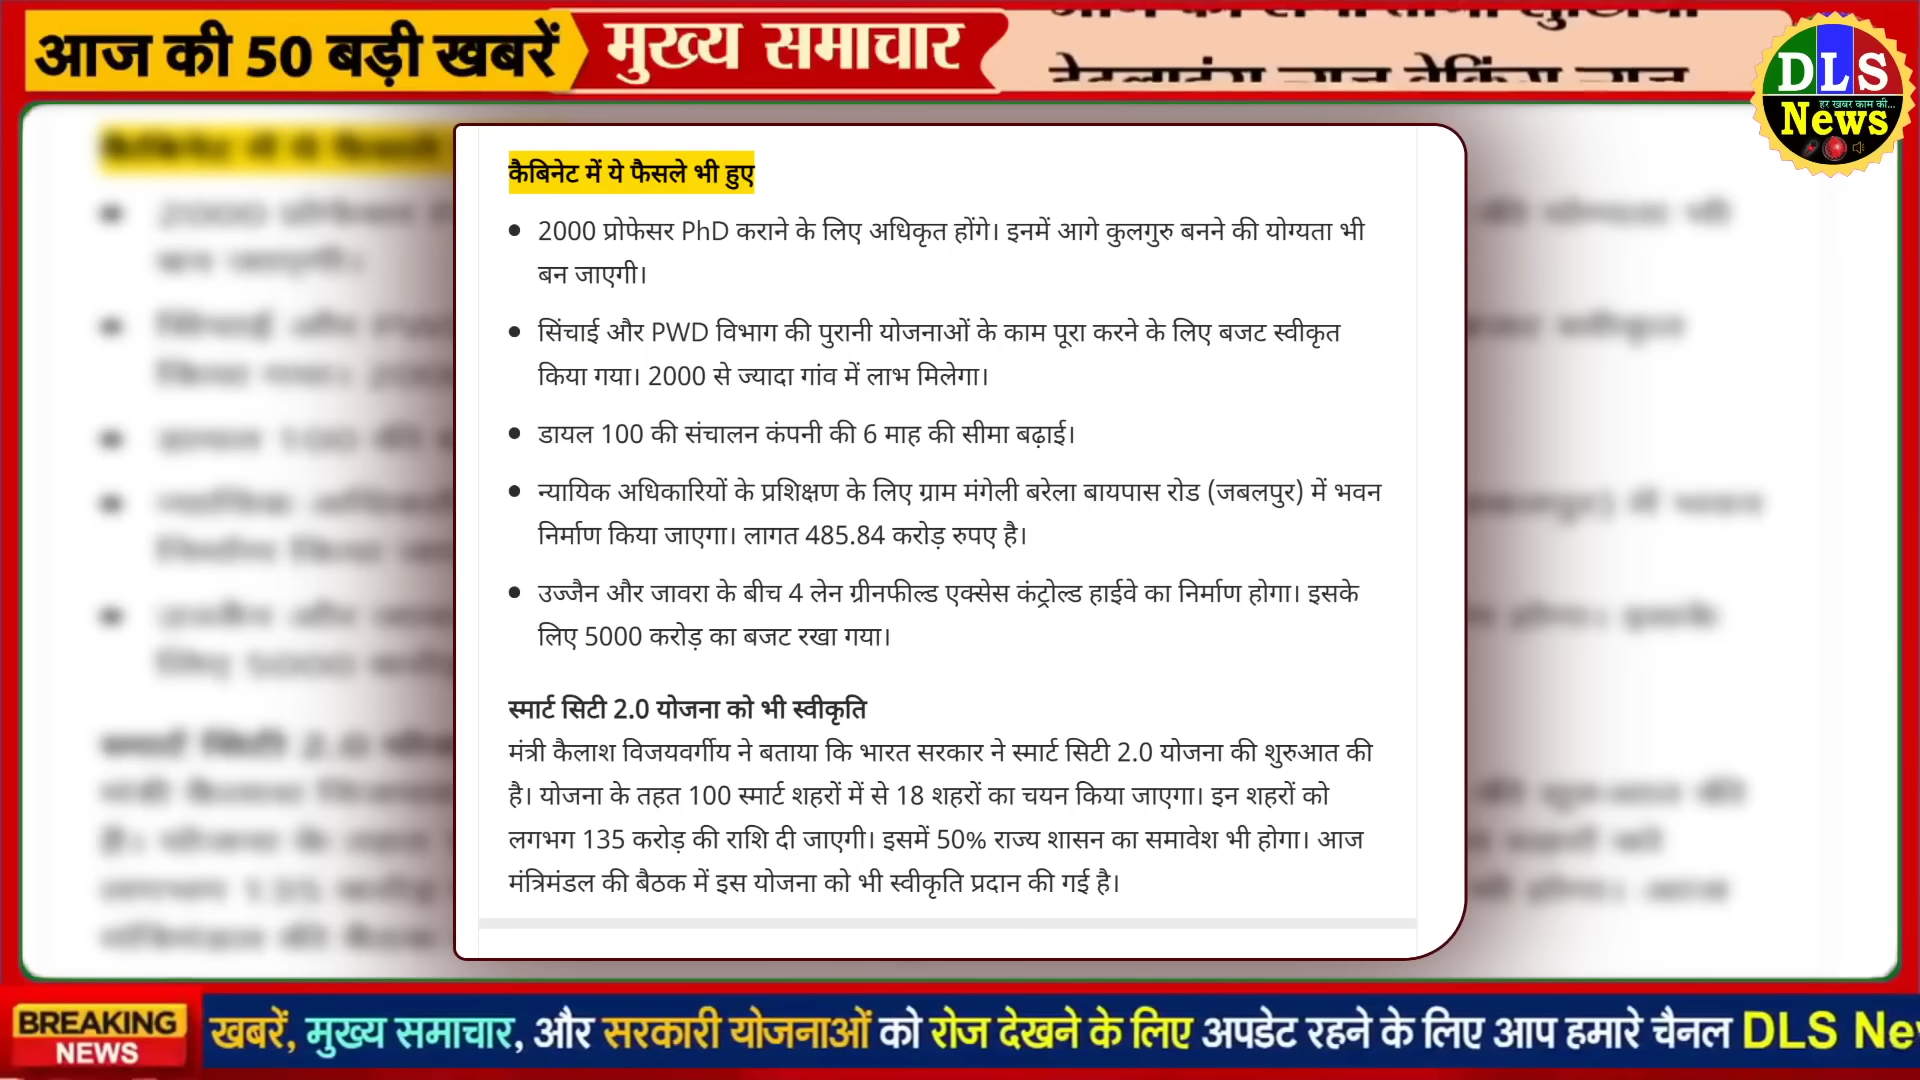 आज की 50 बड़ी खबरें
मुख्य समाचार
DLS
हर खबर काम की...
News
कैबिनेट में ये फैसले भी हुए
• 2000 प्रोफेसर PhD कराने के लिए अधिकृत होंगे। इनमें आगे कुलगुरु बनने की योग्यता भी
बन जाएगी।
• सिंचाई और PWD विभाग की पुरानी योजनाओं के काम पूरा करने के लिए बजट स्वीकृत
किया गया। 2000 से ज्यादा गांव में लाभ मिलेगा।
• डायल 100 की संचालन कंपनी की 6 माह की सीमा बढ़ाई।
• न्यायिक अधिकारियों के प्रशिक्षण के लिए ग्राम मंगेली बरेला बायपास रोड (जबलपुर) में भवन
निर्माण किया जाएगा। लागत 485.84 करोड़ रुपए है।
• उज्जैन और जावरा के बीच 4 लेन ग्रीनफील्ड एक्सेस कंट्रोल्ड हाईवे का निर्माण होगा। इसके
लिए 5000 करोड़ का बजट रखा गया।
स्मार्ट सिटी 2.0 योजना को भी स्वीकृति
मंत्री कैलाश विजयवर्गीय ने बताया कि भारत सरकार ने स्मार्ट सिटी 2.0 योजना की शुरुआत की
है। योजना के तहत 100 स्मार्ट शहरों में से 18 शहरों का चयन किया जाएगा। इन शहरों को
लगभग 135 करोड़ की राशि दी जाएगी। इसमें 50% राज्य शासन का समावेश भी होगा। आज
मंत्रिमंडल की बैठक में इस योजना को भी स्वीकृति प्रदान की गई है।
BREAKING
NEWS
खबरें, मुख्य समाचार, और सरकारी योजनाओं को रोज देखने के लिए अपडेट रहने के लिए आप हमारे चैनल DLS Ne